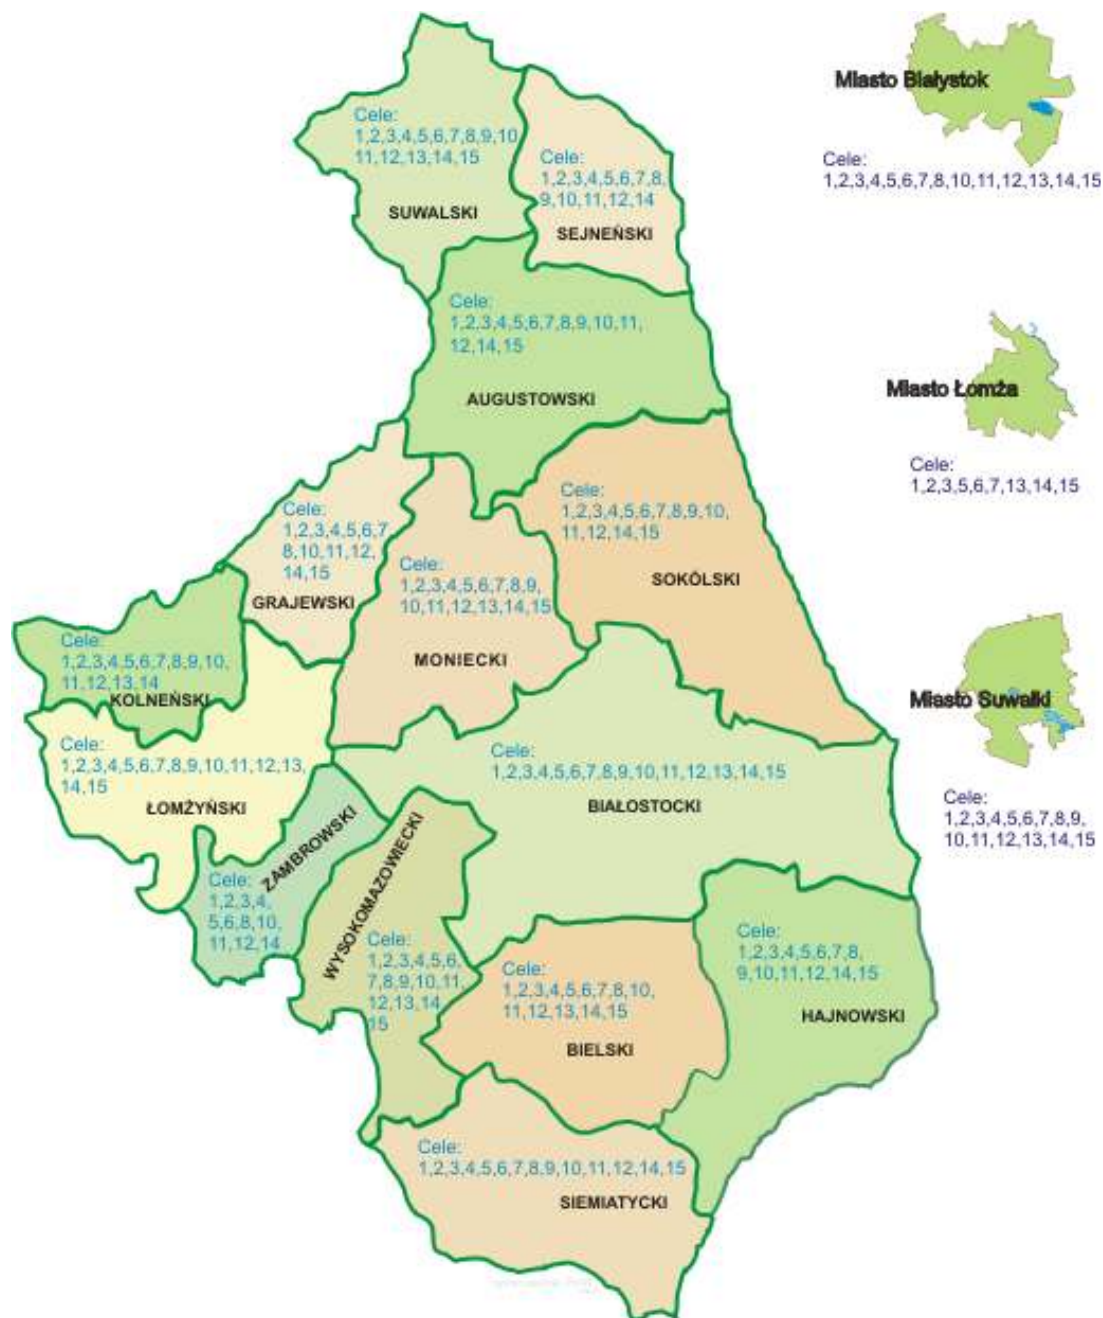 Miasto Białystok
Cele:
1,2,3,4,5,6,7,8,10,11,12,13,14,15
Cele:
1,2,3,4,5,6,7,8,9,10
11,12,13,14,15
SUWALSKI
Cele:
1,2,3,4,5,6,7,8,
9,10,11,12,14
SEJNEŃSKI
Cele:
1,2,3,4,5,6,7,8,9,10,11,
12,14,15
AUGUSTOWSKI
Miasto Łomża
Cele:
1,2,3,5,6,7,13,14,15
Cele:
1,2,3,4,5,6,7
8,10,11,12,
14,15
GRAJEWSKI
Cele:
1,2,3,4,5,6,7,8,9,10,
11,12,14,15
SOKÓLSKI
Cele:
1,2,3,4,5,6,7,8,9,
10,11,12,13,14,15
MONIECKI
Cele:
1,2,3,4,5,6,7,8,9,10,
11,12,13,14
KOLNEŃSKI
Miasto Suwałki
Cele:
1,2,3,4,5,6,7,8,9,
10,11,12,13,14,15
Cele:
1,2,3,4,5,6,7,8,9,10,11,12,13,
14,15
ŁOMŻYŃSKI
Cele:
1,2,3,4,5,6,7,8,9,10,11,12,13,14,15
BIAŁOSTOCKI
ZAMBROWSKI
Cele:
1,2,3,4,
5,6,8,10,
11,12,14
WYSOKOMAZOWIECKI
Cele:
1,2,3,4,5,6,
7,8,9,10,11,
12,13,14
15
Cele:
1,2,3,4,5,6,7,8,10,
11,12,13,14,15
BIELSKI
Cele:
1,2,3,4,5,6,7,8,
9,10,11,12,14,15
HAJNOWSKI
Cele:
1,2,3,4,5,6,7,8,9,10,11,12,14,15
SIEMIATYCKI